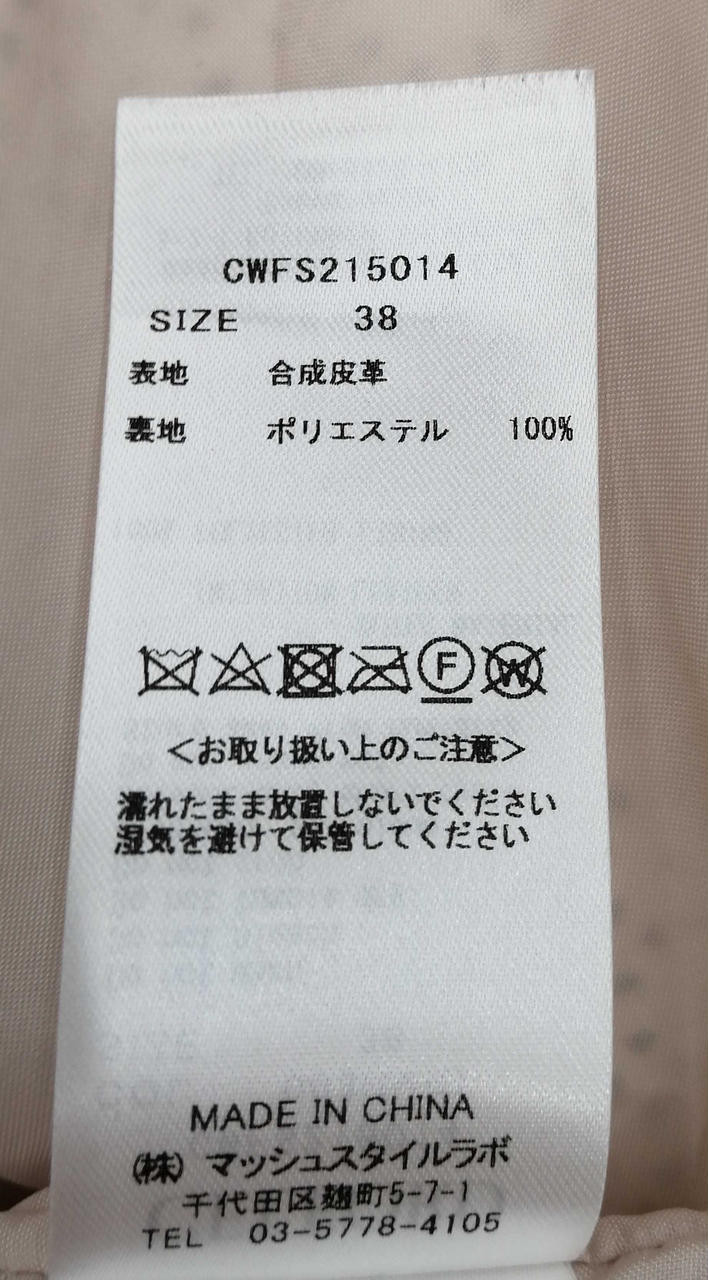 CWFS215014
SIZE 38
表地 合成皮革
裏地 ポリエステル 100%
F W
<お取り扱い上のご注意>
濡れたまま放置しないでください
湿気を避けて保管してください
MADE IN CHINA
(株) マッシュスタイルラボ
千代田区麹町5-7-1
TEL 03-5778-4105